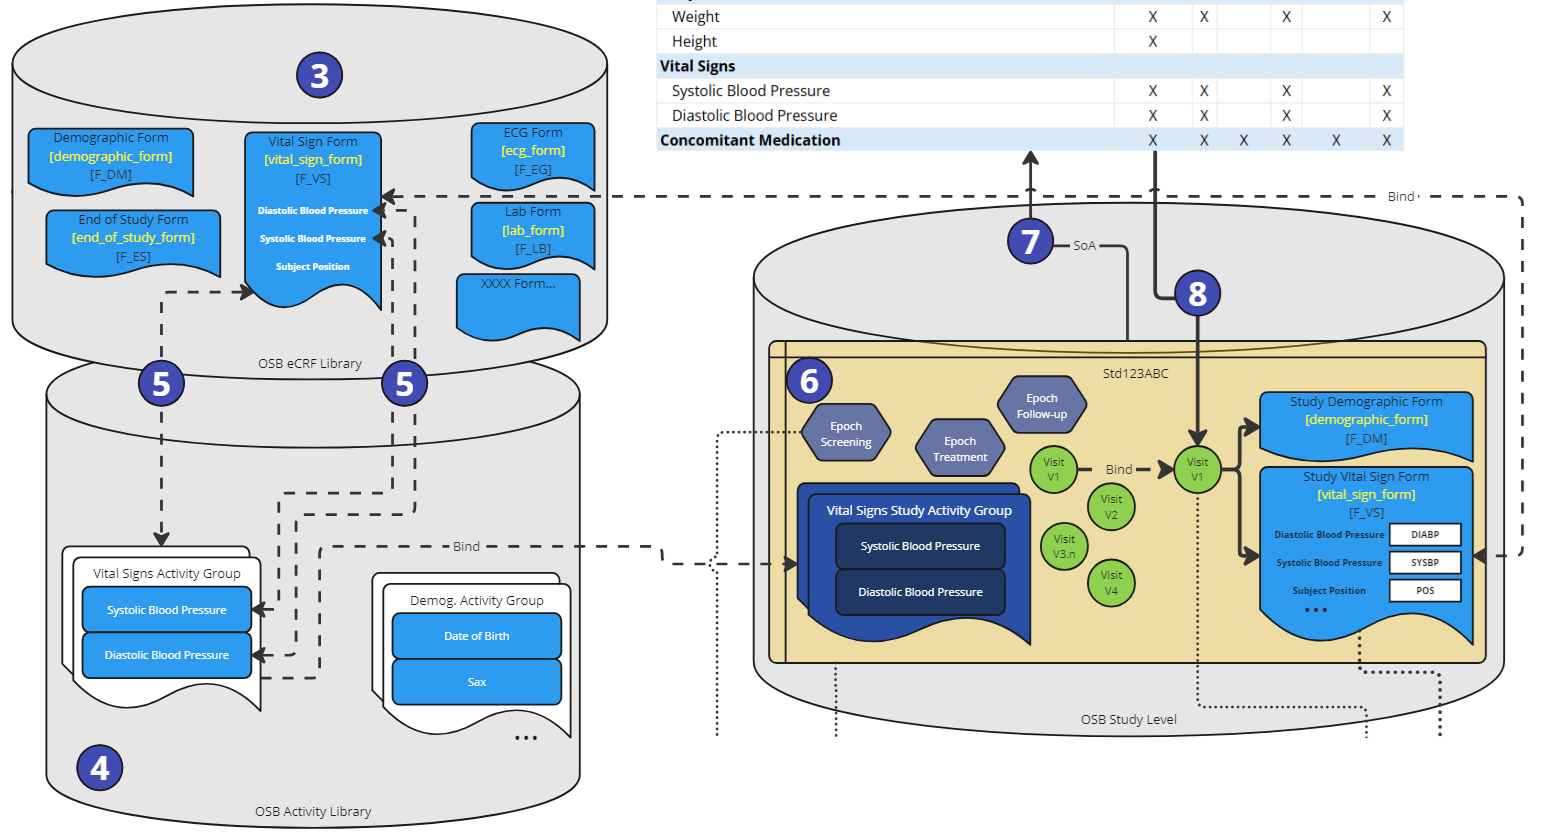 Weight X X X X
Height X
Vital Signs
Systolic Blood Pressure X X X X
Diastolic Blood Pressure X X X X
Concomitant Medication X X X X X X
3
Demographic Form
[demographic_form]
[F_DM]
Vital Sign Form
[vital_sign_form]
[F_VS]
Diastolic Blood Pressure
Systolic Blood Pressure
Subject Position
ECG Form
[ecg_form]
[F_EG]
End of Study Form
[end_of_study_form]
[F_ES]
Lab Form
[lab_form]
[F_LB]
XXXX Form...
OSB eCRF Library
5
5
Bind
7
SoA
8
6
Std123ABC
Epoch
Screening
Epoch
Treatment
Epoch
Follow-up
Visit
V1
Bind
Visit
V1
Visit
V2
Visit
V3.n
Visit
V4
Study Demographic Form
[demographic_form]
[F_DM]
Study Vital Sign Form
[vital_sign_form]
[F_VS]
Diastolic Blood Pressure DIABP
Systolic Blood Pressure SYSBP
Subject Position POS
...
Vital Signs Study Activity Group
Systolic Blood Pressure
Diastolic Blood Pressure
OSB Study Level
Bind
Vital Signs Activity Group
Systolic Blood Pressure
Diastolic Blood Pressure
Demog. Activity Group
Date of Birth
Sax
...
4
OSB Activity Library